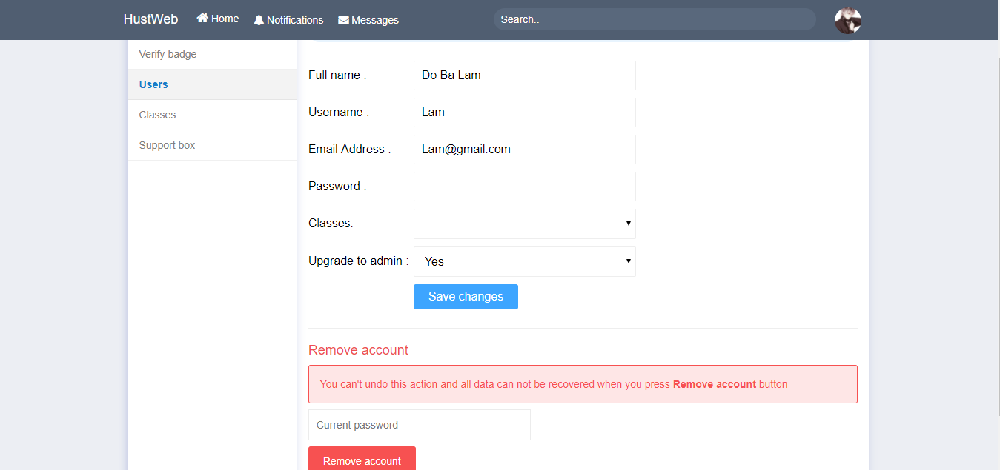 HustWeb Home Notifications Messages Search..
Verify badge
Users
Classes
Support box
Full name : Do Ba Lam
Username : Lam
Email Address : Lam@gmail.com
Password :
Classes:
Upgrade to admin : Yes
Save changes
Remove account
You can't undo this action and all data can not be recovered when you press Remove account button
Current password
Remove account